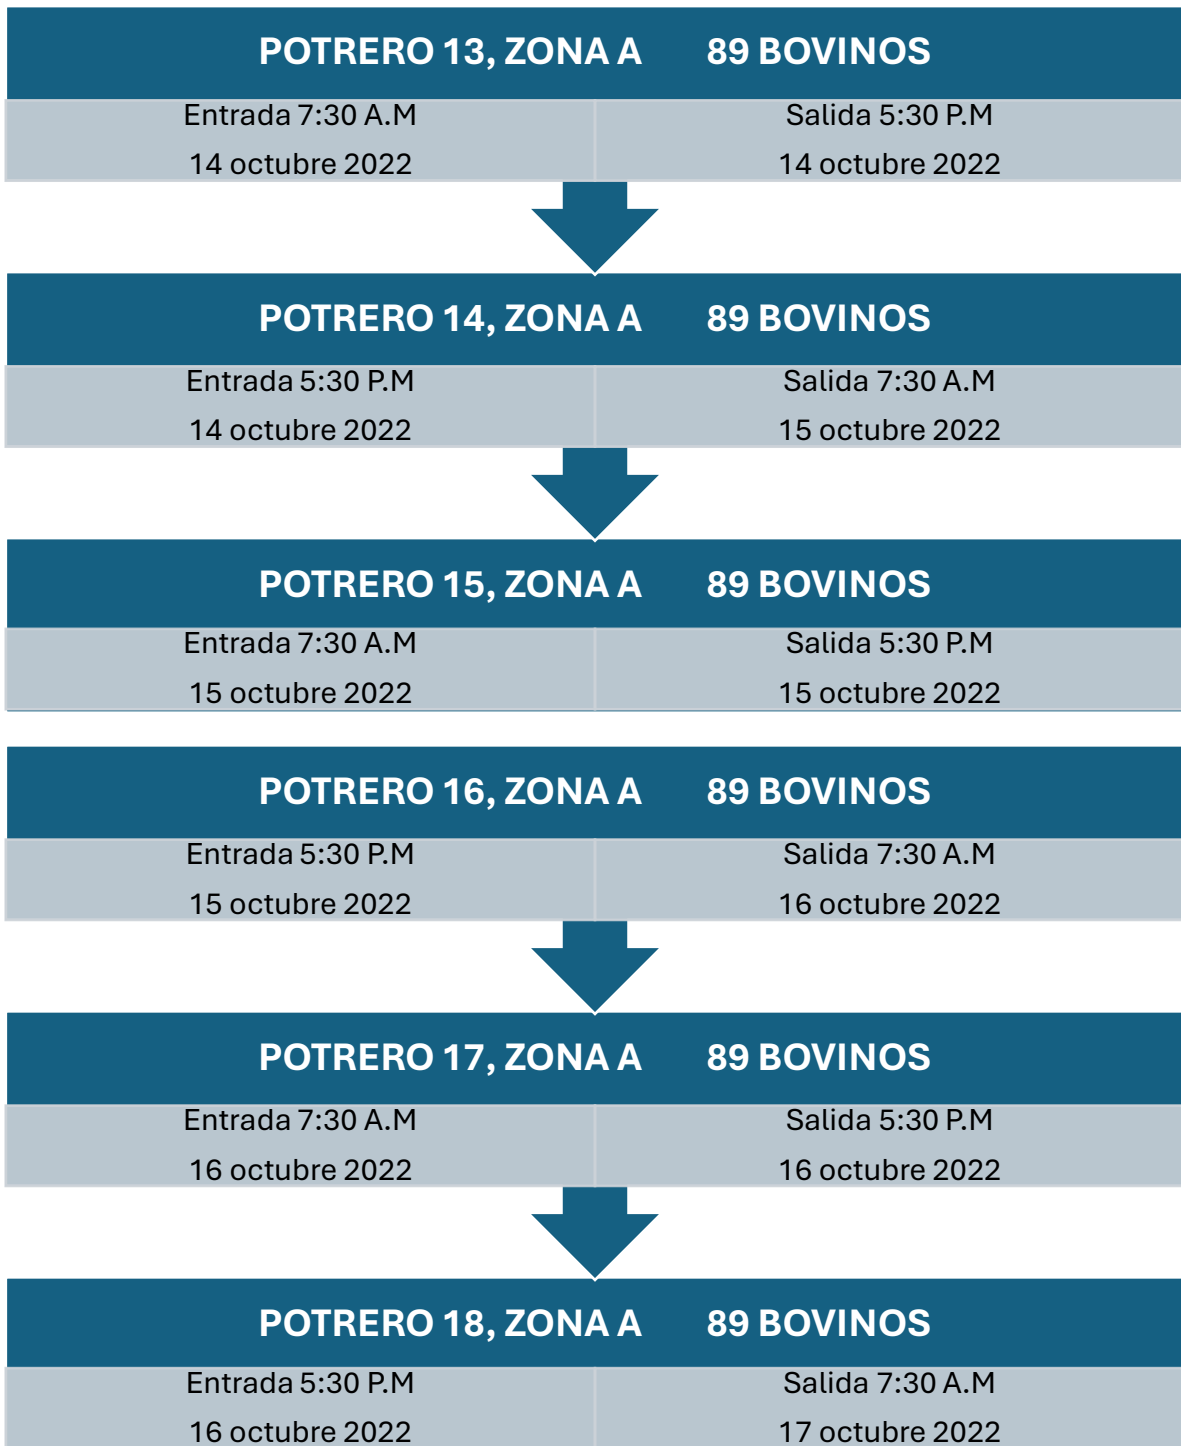 POTRERO 13, ZONA A 89 BOVINOS
Entrada 7:30 A.M Salida 5:30 P.M
14 octubre 2022 14 octubre 2022
POTRERO 14, ZONA A 89 BOVINOS
Entrada 5:30 P.M Salida 7:30 A.M
14 octubre 2022 15 octubre 2022
POTRERO 15, ZONA A 89 BOVINOS
Entrada 7:30 A.M Salida 5:30 P.M
15 octubre 2022 15 octubre 2022
POTRERO 16, ZONA A 89 BOVINOS
Entrada 5:30 P.M Salida 7:30 A.M
15 octubre 2022 16 octubre 2022
POTRERO 17, ZONA A 89 BOVINOS
Entrada 7:30 A.M Salida 5:30 P.M
16 octubre 2022 16 octubre 2022
POTRERO 18, ZONA A 89 BOVINOS
Entrada 5:30 P.M Salida 7:30 A.M
16 octubre 2022 17 octubre 2022